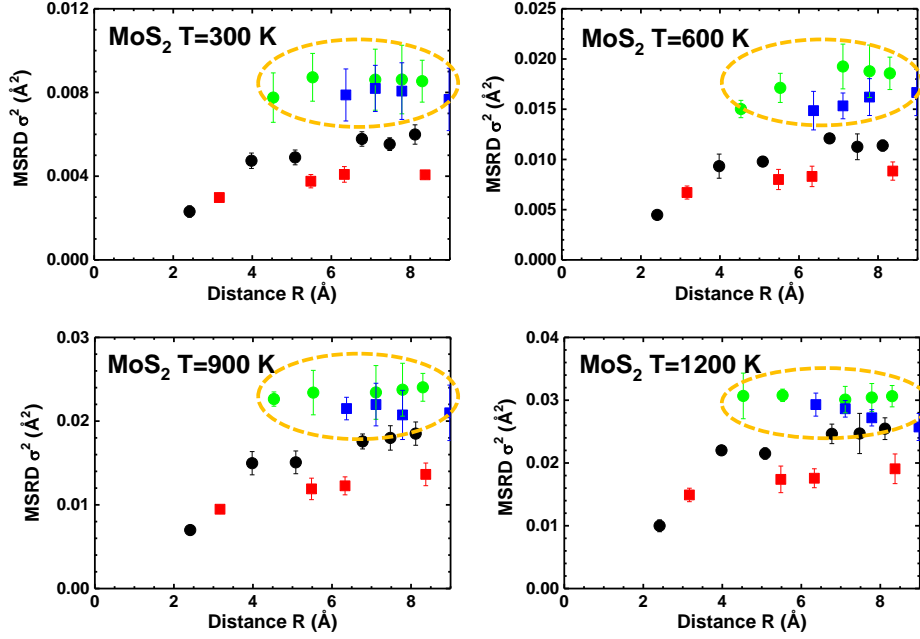 MoS₂ T=300 K
MSRD σ² (Å²)
0.012
0.008
0.004
0.000
0 2 4 6 8
Distance R (Å)
MoS₂ T=600 K
MSRD σ² (Å²)
0.025
0.020
0.015
0.010
0.005
0.000
0 2 4 6 8
Distance R (Å)
MoS₂ T=900 K
MSRD σ² (Å²)
0.03
0.02
0.01
0.00
0 2 4 6 8
Distance R (Å)
MoS₂ T=1200 K
MSRD σ² (Å²)
0.04
0.03
0.02
0.01
0.00
0 2 4 6 8
Distance R (Å)